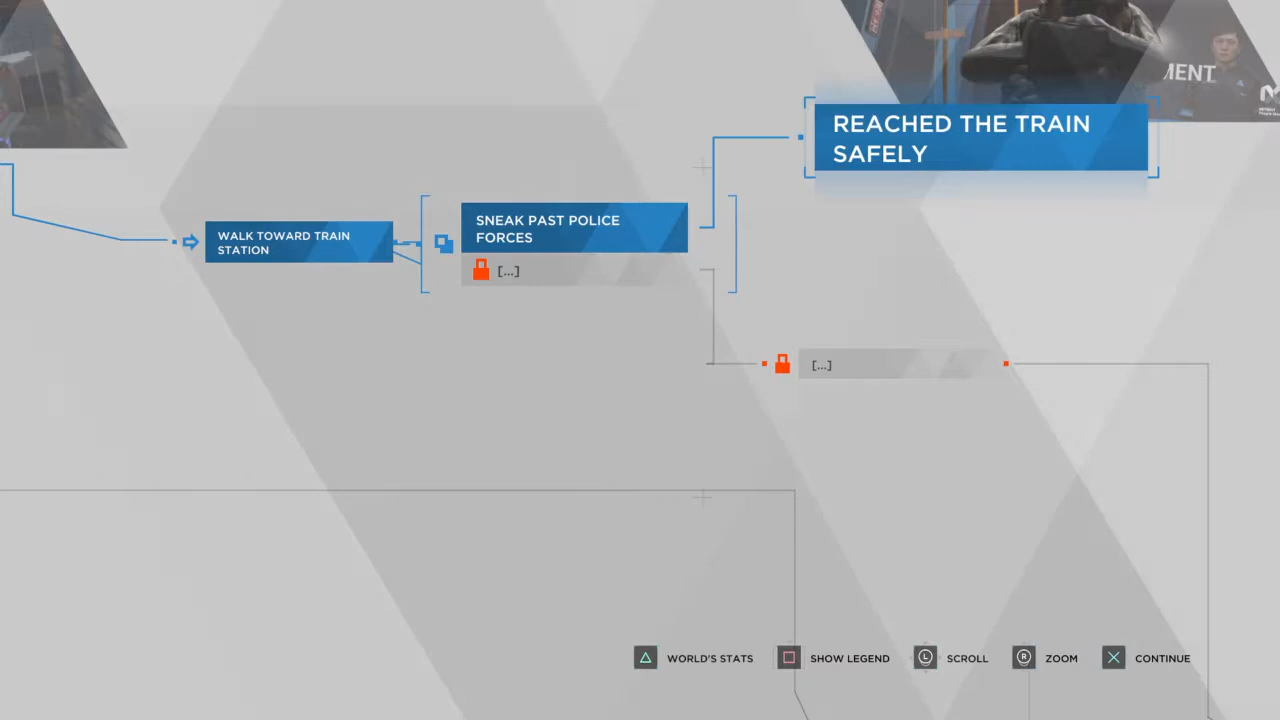 MENT
REACHED THE TRAIN
SAFELY
SNEAK PAST POLICE
FORCES
WALK TOWARD TRAIN
STATION
[...]
[...]
WORLD'S STATS
SHOW LEGEND
L
SCROLL
R
ZOOM
CONTINUE